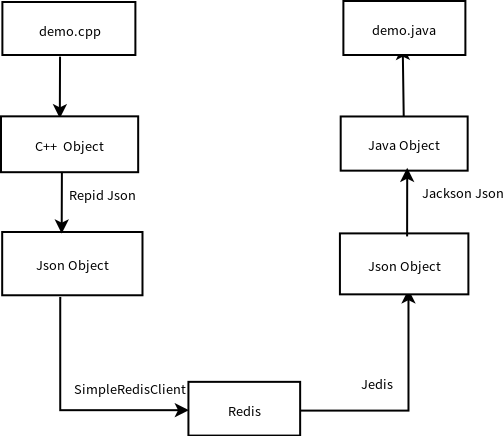 demo.cpp
demo.java
C++ Object
Java Object
Repid Json
Jackson Json
Json Object
Json Object
SimpleRedisClient
Jedis
Redis